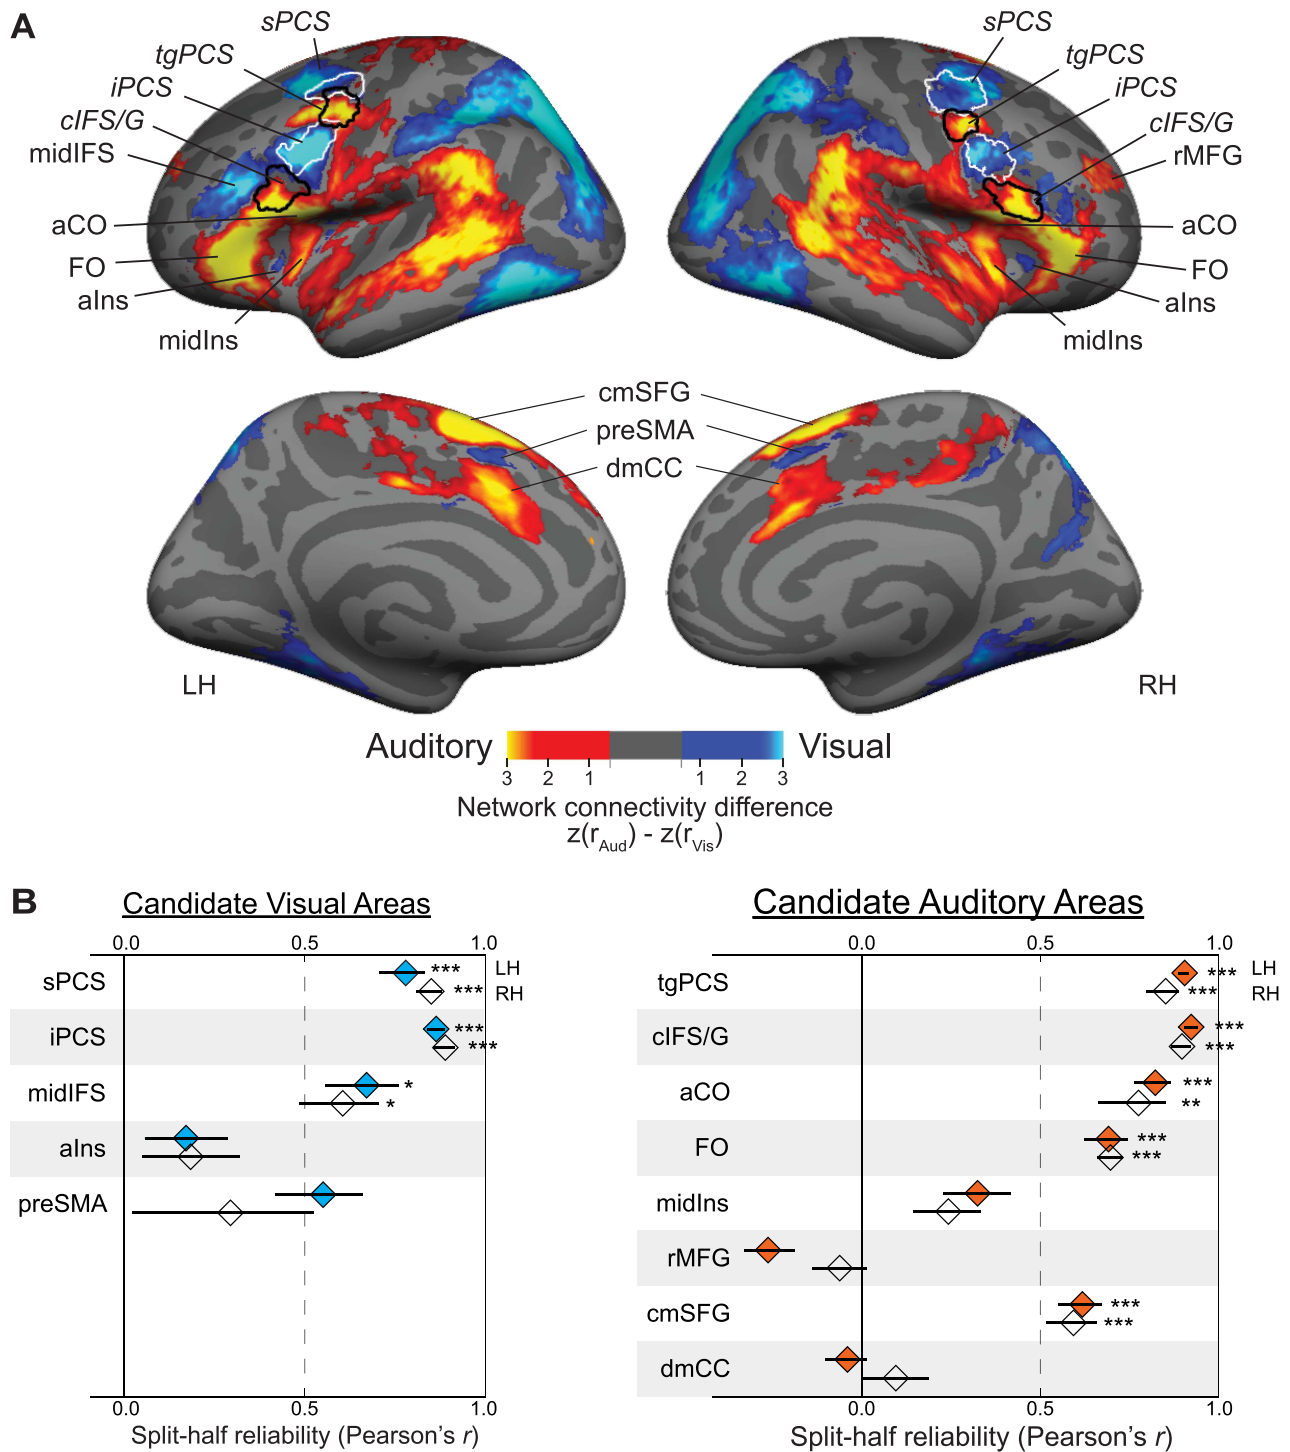 A
sPCS
tgPCS
iPCS
cIFS/G
midIFS
aCO
FO
aIns
midIns
sPCS
tgPCS
iPCS
cIFS/G
rMFG
aCO
FO
aIns
midIns
cmSFG
preSMA
dmCC
LH
RH
Auditory
Visual
3 2 1 1 2 3
Network connectivity difference
z(rAud) - z(rVis)
B
Candidate Visual Areas
0.0 0.5 1.0
sPCS *** LH
*** RH
iPCS ***
***
midIFS *
*
aIns
preSMA
0.0 0.5 1.0
Split-half reliability (Pearson's r)
Candidate Auditory Areas
0.0 0.5 1.0
tgPCS *** LH
*** RH
cIFS/G ***
***
aCO ***
**
FO ***
***
midIns
rMFG
cmSFG ***
***
dmCC
0.0 0.5 1.0
Split-half reliability (Pearson's r)